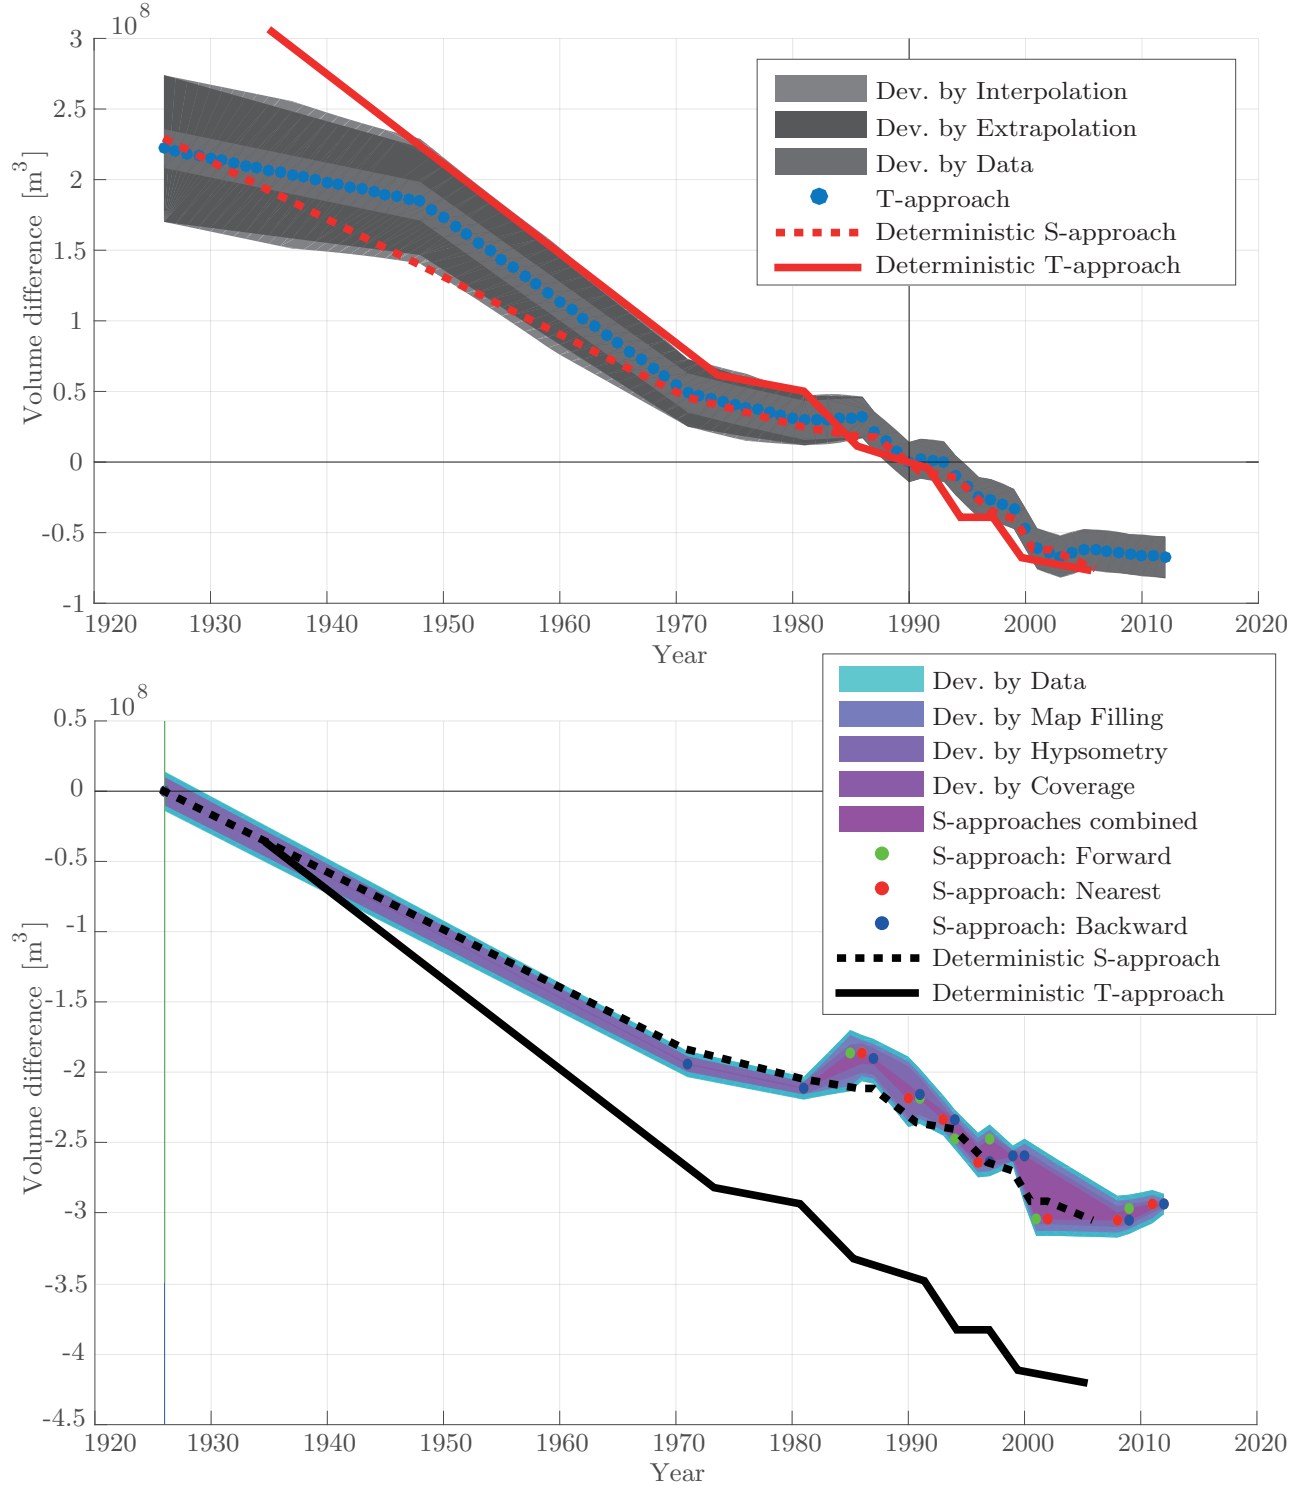 10^8
3
2.5
2
1.5
1
0.5
0
-0.5
-1
Volume difference [m^3]
Dev. by Interpolation
Dev. by Extrapolation
Dev. by Data
T-approach
Deterministic S-approach
Deterministic T-approach
1920 1930 1940 1950 1960 1970 1980 1990 2000 2010 2020
Year
10^8
0.5
0
-0.5
-1
-1.5
-2
-2.5
-3
-3.5
-4
-4.5
Volume difference [m^3]
Dev. by Data
Dev. by Map Filling
Dev. by Hypsometry
Dev. by Coverage
S-approaches combined
S-approach: Forward
S-approach: Nearest
S-approach: Backward
Deterministic S-approach
Deterministic T-approach
1920 1930 1940 1950 1960 1970 1980 1990 2000 2010 2020
Year